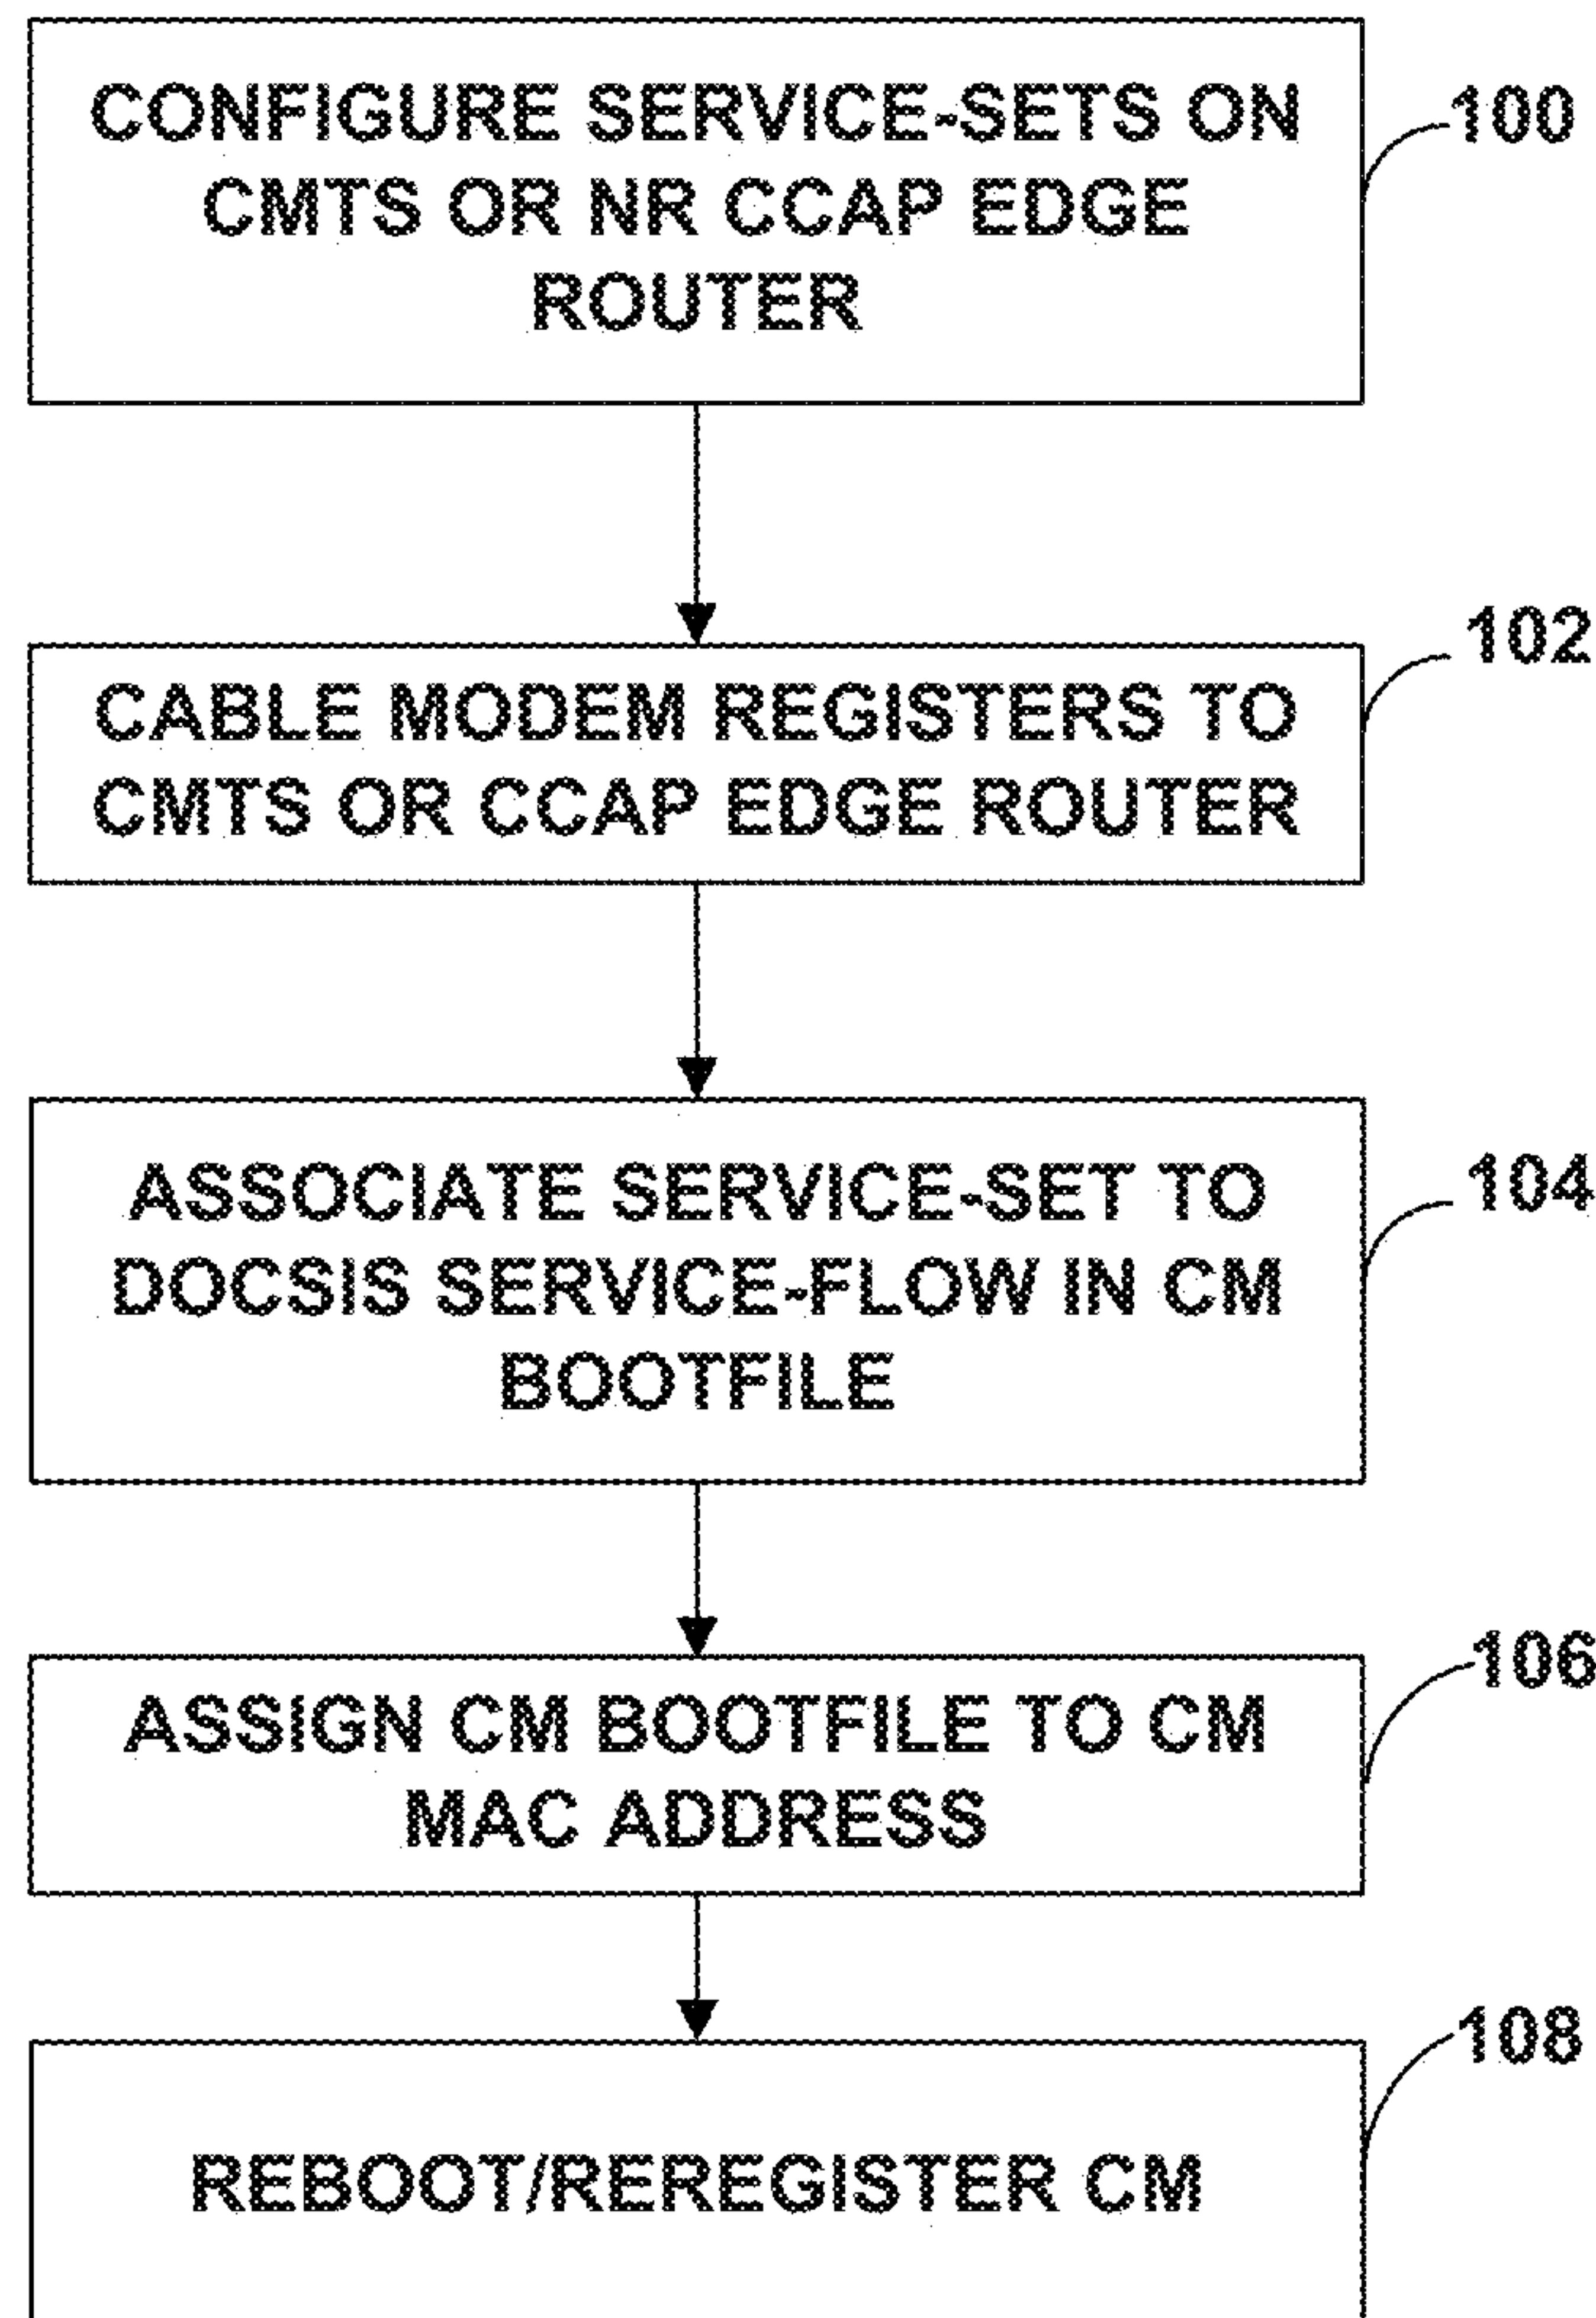 CONFIGURE SERVICE-SETS ON
CMTS OR NR CCAP EDGE
ROUTER
100
CABLE MODEM REGISTERS TO
CMTS OR CCAP EDGE ROUTER
102
ASSOCIATE SERVICE-SET TO
DOCSIS SERVICE-FLOW IN CM
BOOTFILE
104
ASSIGN CM BOOTFILE TO CM
MAC ADDRESS
106
REBOOT/REREGISTER CM
108